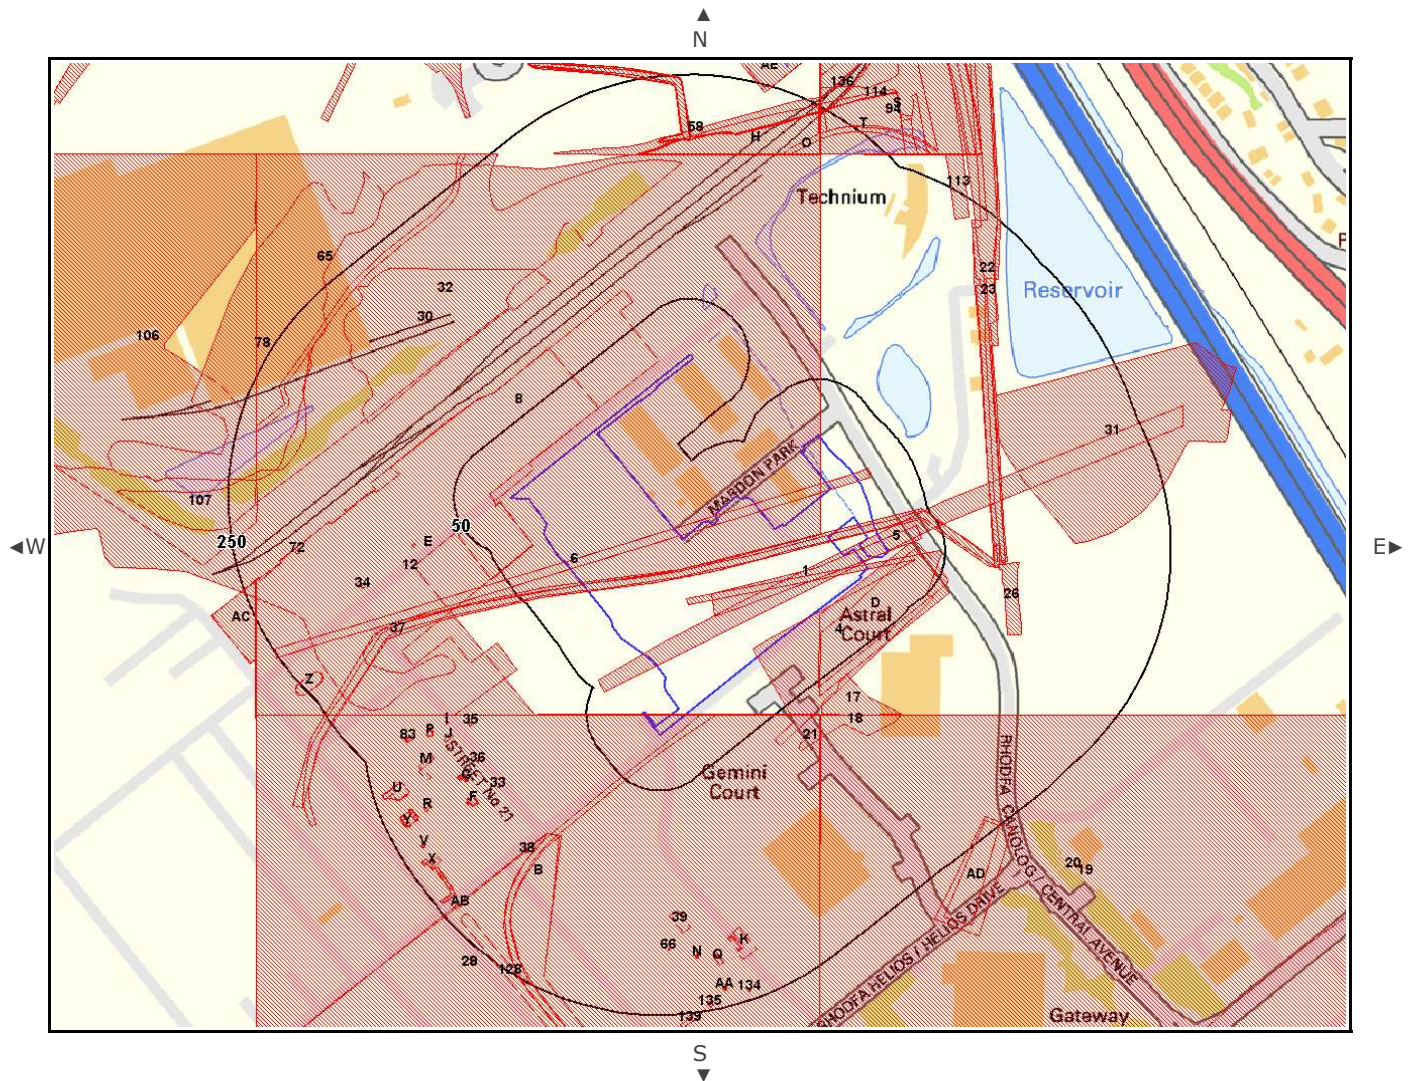 N
AE
136
114
S
94
58
H
T
O
113
Technium
P
65
22
32
23
Reservoir
30
106
78
8
31
MARDON PARK
107
50
250
5
72
E
6
12
1
34
26
D
AC
Astral
4
Court
37
Z
17
18
I
35
83
P
J
21
M
36
STREET No 21
Gemini
Court
33
U
F
R
RHODFA CANOLOG / CENTRAL AVENUE
Y
V
38
X
20
19
B
AD
AB
39
66
K
N
Q
28
128
AA
134
135
139
RHODFA HELIOS / HELIOS DRIVE
Gateway
W
E
S